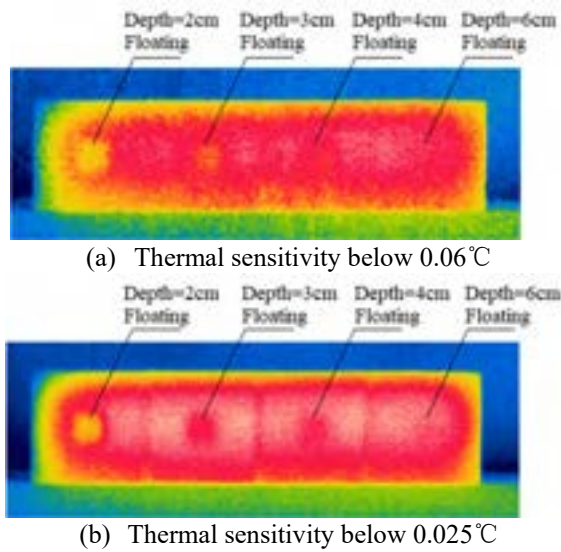 Depth=2cm Depth=3cm Depth=4cm Depth=6cm
Floating Floating Floating Floating
(a) Thermal sensitivity below 0.06℃
Depth=2cm Depth=3cm Depth=4cm Depth=6cm
Floating Floating Floating Floating
(b) Thermal sensitivity below 0.025℃